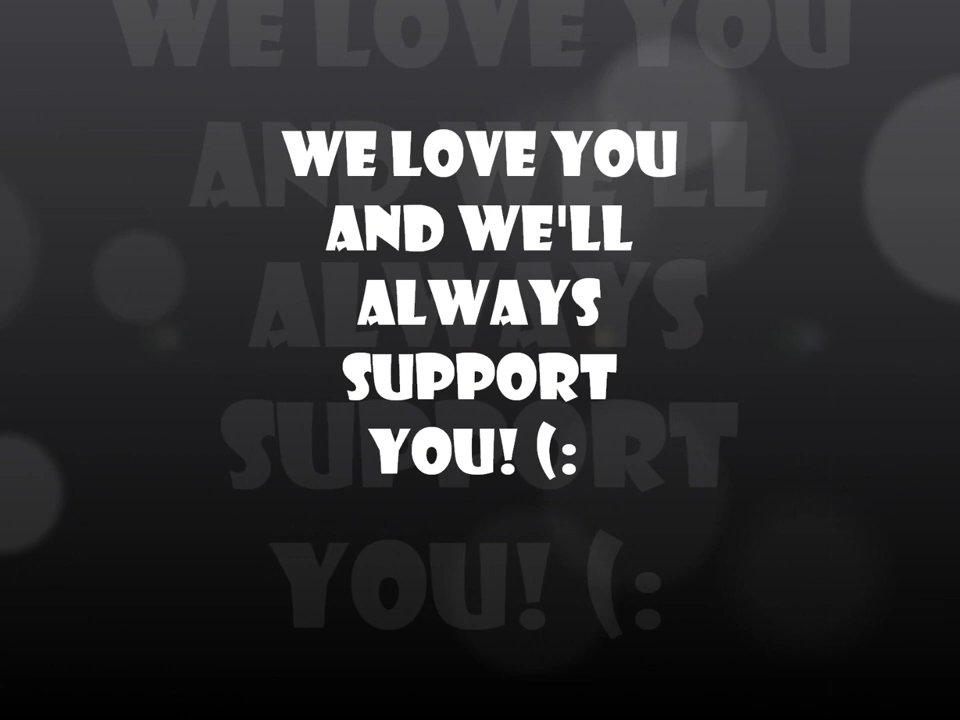 WE LOVE YOU
AND WE'LL
ALWAYS
SUPPORT
YOU! (: